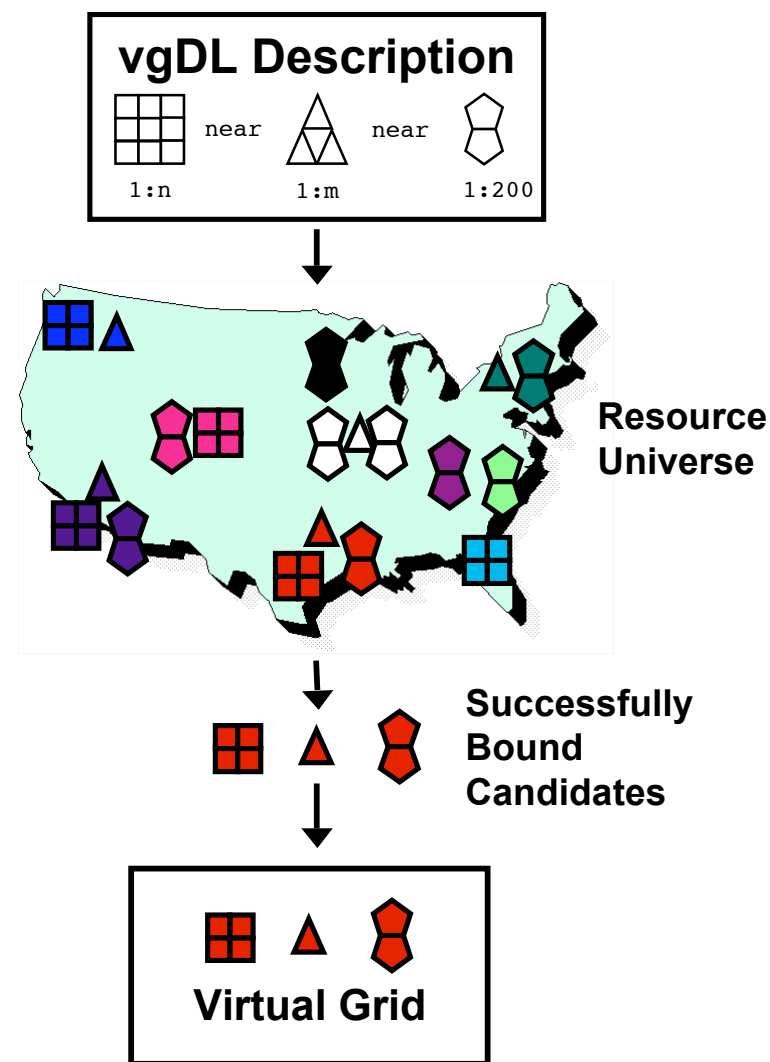 vgDL Description
near near
1:n 1:m 1:200
Resource
Universe
Successfully
Bound
Candidates
Virtual Grid